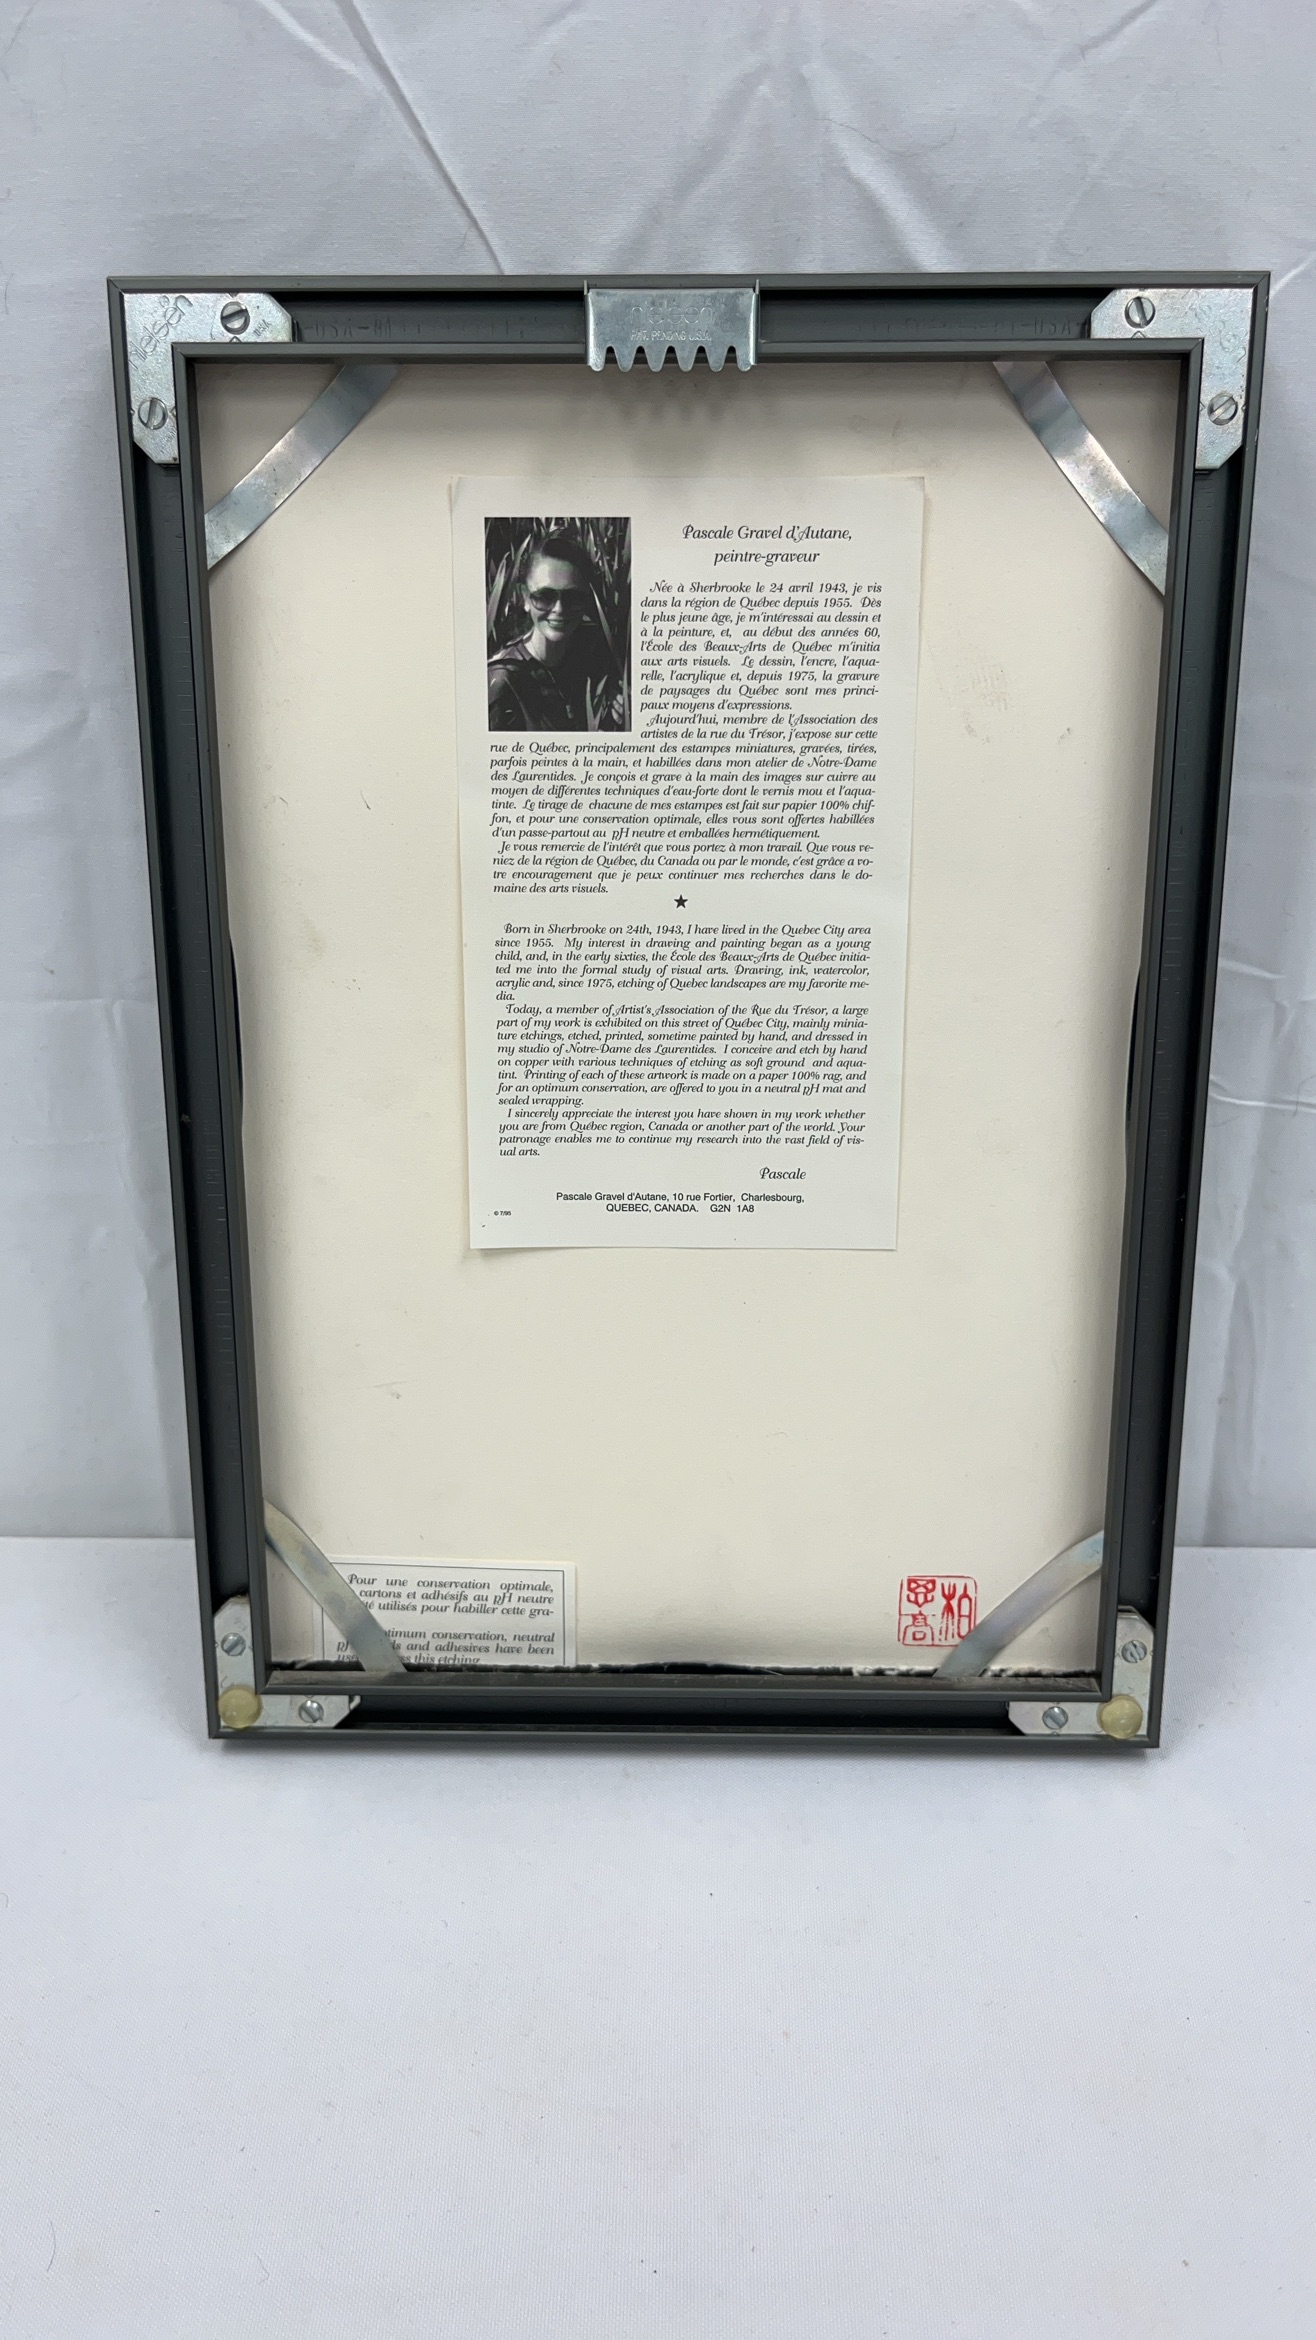 nielsen
USA
nielsen
PAT. PENDING
Pascale Gravel d'Autane,
peintre-graveur
Née à Sherbrooke le 24 avril 1943, je vis
dans la région de Québec depuis 1955. Dès
le plus jeune âge, je m'intéressai au dessin et
à la peinture, et, au début des années 60,
l'École des Beaux-Arts de Québec m'initia
aux arts visuels. Le dessin, l'encre, l'aqua-
relle, l'acrylique et, depuis 1975, la gravure
de paysages du Québec sont mes princi-
paux moyens d'expressions.
Aujourd'hui, membre de l'Association des
artistes de la rue du Trésor, j'expose sur cette
rue de Québec, principalement des estampes miniatures, gravées, tirées,
parfois peintes à la main, et habillées dans mon atelier de Notre-Dame
des Laurentides. Je conçois et grave à la main des images sur cuivre au
moyen de différentes techniques d'eau-forte dont le vernis mou et l'aqua-
tinte. Le tirage de chacune de mes estampes est fait sur papier 100% chif-
fon, et pour une conservation optimale, elles vous sont offertes habillées
d'un passe-partout au pH neutre et emballées hermétiquement.
Je vous remercie de l'intérêt que vous portez à mon travail. Que vous ve-
niez de la région de Québec, du Canada ou par le monde, c'est grâce a vo-
tre encouragement que je peux continuer mes recherches dans le do-
maine des arts visuels.
★
Born in Sherbrooke on 24th, 1943, I have lived in the Quebec City area
since 1955. My interest in drawing and painting began as a young
child, and, in the early sixties, the École des Beaux-Arts de Québec initia-
ted me into the formal study of visual arts. Drawing, ink, watercolor,
acrylic and, since 1975, etching of Quebec landscapes are my favorite me-
dia.
Today, a member of Artist's Association of the Rue du Trésor, a large
part of my work is exhibited on this street of Québec City, mainly minia-
ture etchings, etched, printed, sometime painted by hand, and dressed in
my studio of Notre-Dame des Laurentides. I conceive and etch by hand
on copper with various techniques of etching as soft ground and aqua-
tint. Printing of each of these artwork is made on a paper 100% rag, and
for an optimum conservation, are offered to you in a neutral pH mat and
sealed wrapping.
I sincerely appreciate the interest you have shown in my work whether
you are from Québec region, Canada or another part of the world. Your
patronage enables me to continue my research into the vast field of vis-
ual arts.
Pascale
Pascale Gravel d'Autane, 10 rue Fortier, Charlesbourg,
QUEBEC, CANADA. G2N 1A8
© 7/95
Pour une conservation optimale,
cartons et adhésifs au pH neutre
té utilisés pour habiller cette gra-
timum conservation, neutral
and adhesives have been
this etching